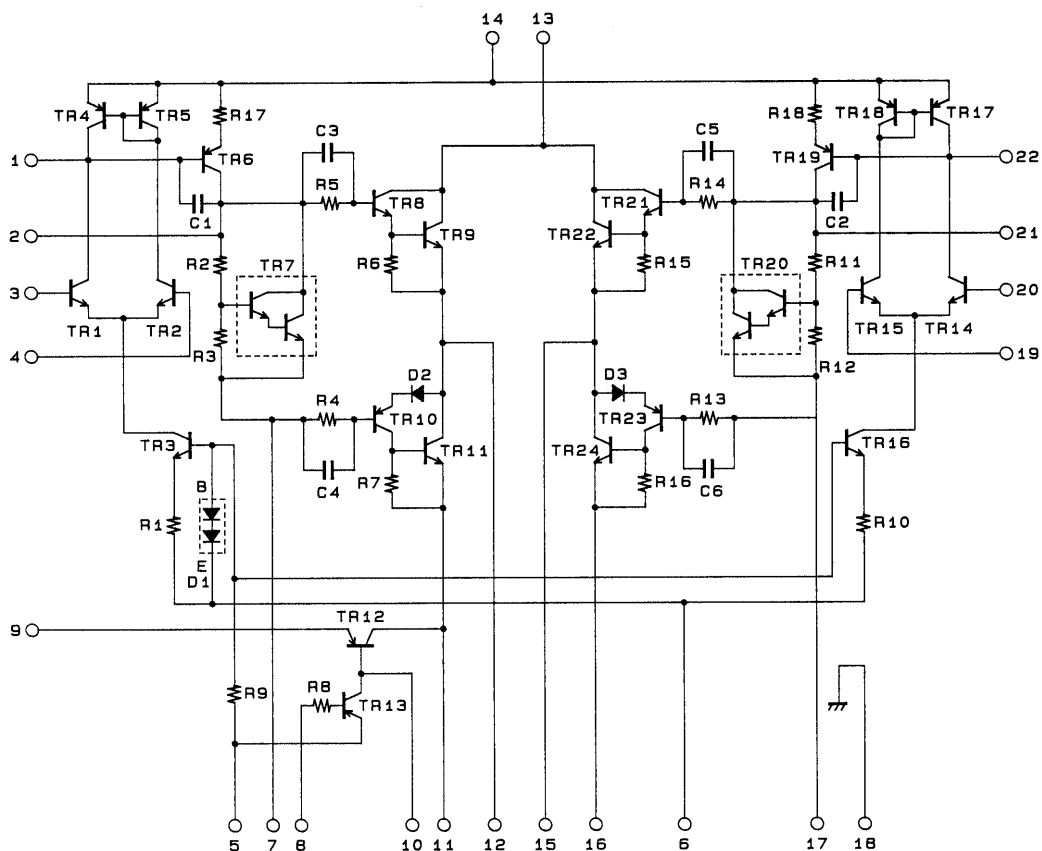 14 13
TR4 TR5 R17 R18 TR18 TR17
C3 C5
1 TR6 TR19 22
R5 R14
C1 TR8 TR21 C2
2 TR9 TR22 21
R2 R6 R15 R11
TR7 TR20
3 20
TR1 TR2 TR15 TR14
4 R3 R12 19
D2 D3
R4 TR10 TR23 R13
TR3 TR11 TR24 TR16
C4 R7 R16 C6
B
R1 R10
E
D1
9 TR12
R9 R8 TR13
5 7 8 10 11 12 15 16 6 17 18